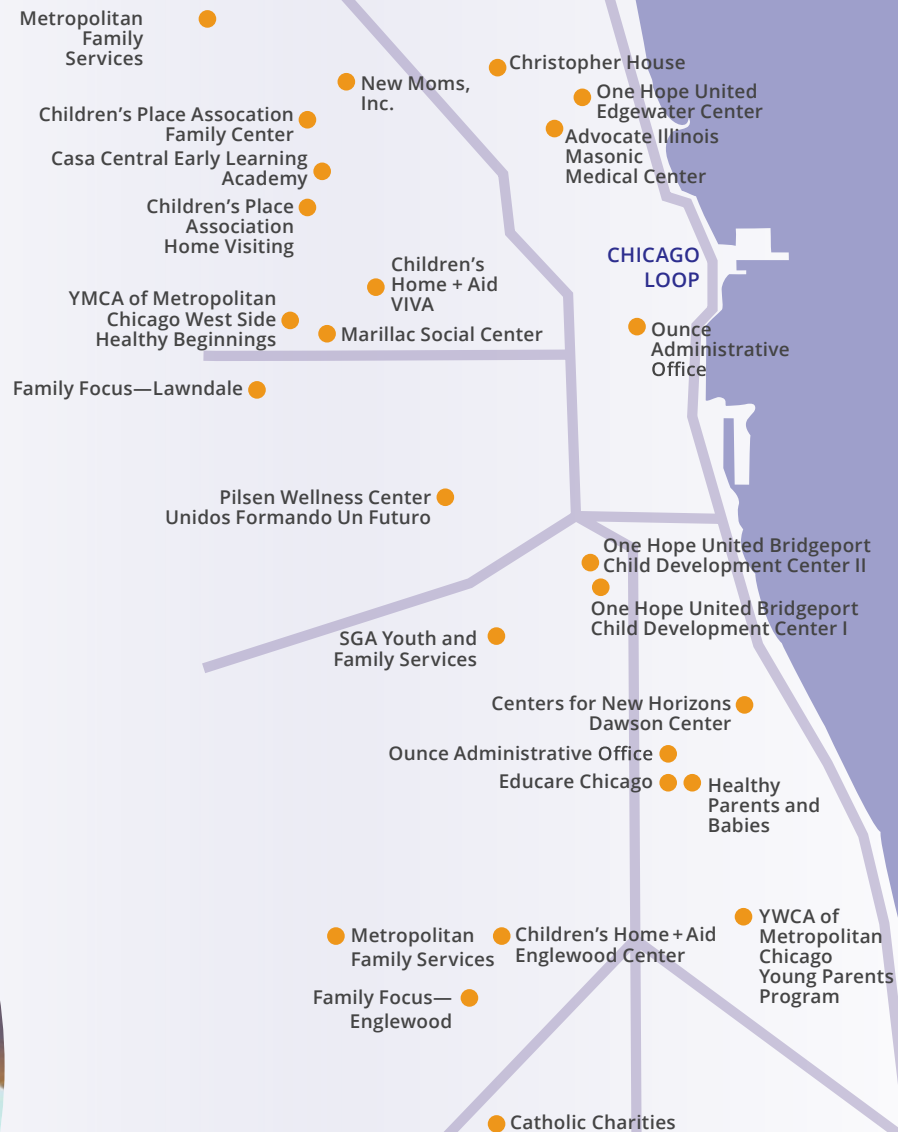 Metropolitan
Family
Services
Christopher House
New Moms,
Inc.
One Hope United
Edgewater Center
Children’s Place Assocation
Family Center
Advocate Illinois
Masonic
Medical Center
Casa Central Early Learning
Academy
Children’s Place
Association
Home Visiting
CHICAGO
LOOP
Children’s
Home + Aid
VIVA
YMCA of Metropolitan
Chicago West Side
Healthy Beginnings
Marillac Social Center
Ounce
Administrative
Office
Family Focus—Lawndale
Pilsen Wellness Center
Unidos Formando Un Futuro
One Hope United Bridgeport
Child Development Center II
One Hope United Bridgeport
Child Development Center I
SGA Youth and
Family Services
Centers for New Horizons
Dawson Center
Ounce Administrative Office
Educare Chicago
Healthy
Parents and
Babies
YWCA of
Metropolitan
Chicago
Young Parents
Program
Metropolitan
Family Services
Children’s Home + Aid
Englewood Center
Family Focus—
Englewood
Catholic Charities